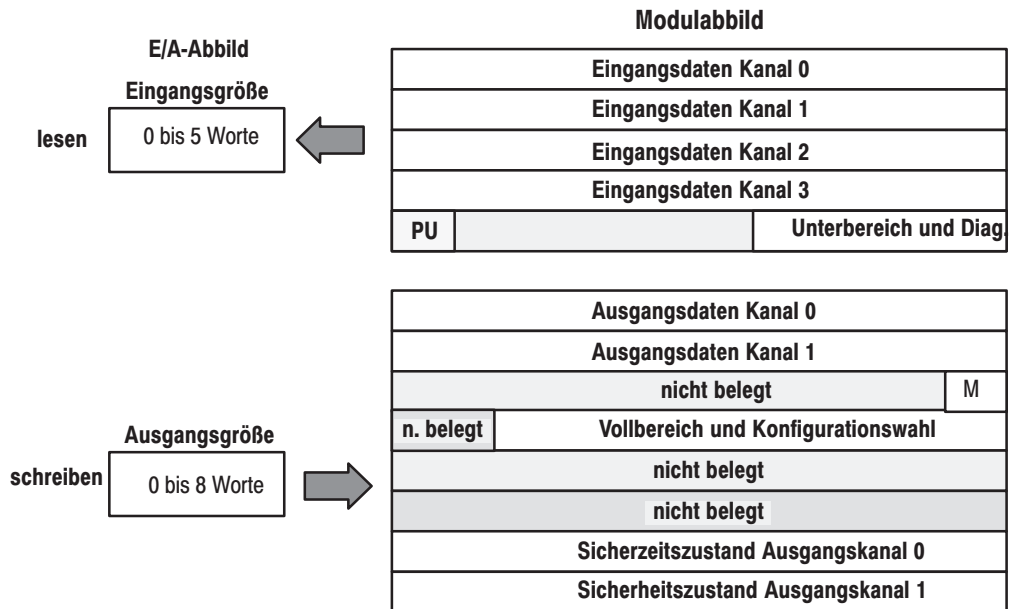 Modulabbild
E/A-Abbild
Eingangsgröße
lesen
0 bis 5 Worte
Eingangsdaten Kanal 0
Eingangsdaten Kanal 1
Eingangsdaten Kanal 2
Eingangsdaten Kanal 3
PU
Unterbereich und Diag.
Ausgangsdaten Kanal 0
Ausgangsdaten Kanal 1
nicht belegt
M
n. belegt
Vollbereich und Konfigurationswahl
Ausgangsgröße
schreiben
0 bis 8 Worte
nicht belegt
nicht belegt
Sicherzeitszustand Ausgangskanal 0
Sicherheitszustand Ausgangskanal 1